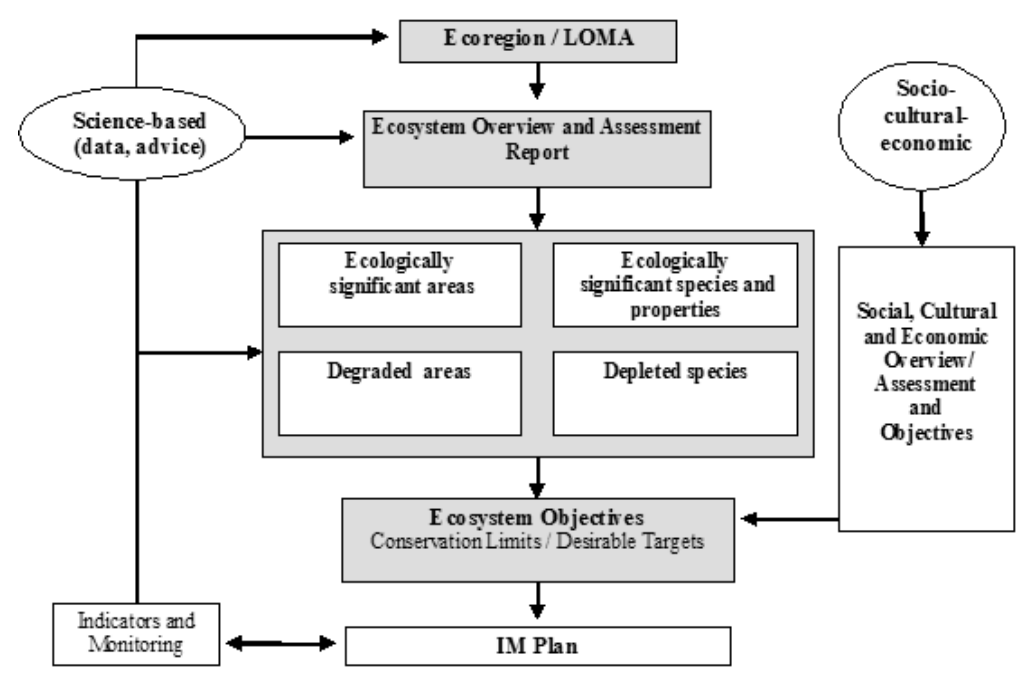 Ecoregion / LOMA
Science-based
(data, advice)
Ecosystem Overview and Assessment
Report
Socio-
cultural-
economic
Ecologically
significant areas
Ecologically
significant species and
properties
Degraded areas
Depleted species
Social, Cultural
and Economic
Overview/
Assessment
and
Objectives
Ecosystem Objectives
Conservation Limits / Desirable Targets
Indicators and
Monitoring
IM Plan